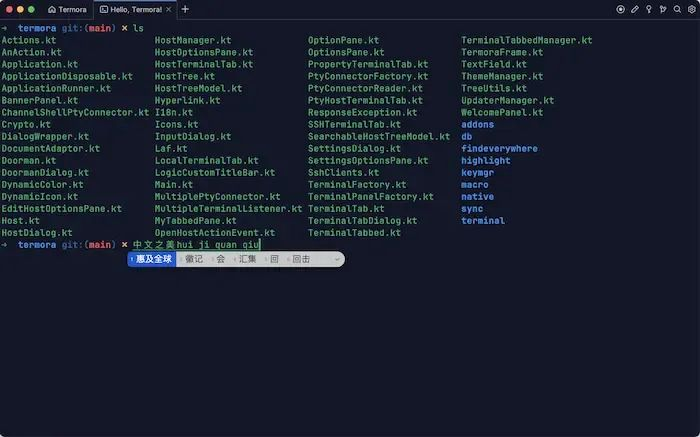 Termora Hello, Termora!
➜ termora git:(main) ✖ ls
Actions.kt HostManager.kt OptionPane.kt TerminalTabbedManager.kt
AnAction.kt HostOptionsPane.kt OptionsPane.kt TermoraFrame.kt
Application.kt HostTerminalTab.kt PropertyTerminalTab.kt TextField.kt
ApplicationDisposable.kt HostTree.kt PtyConnectorFactory.kt ThemeManager.kt
ApplicationRunner.kt HostTreeModel.kt PtyConnectorReader.kt TreeUtils.kt
BannerPanel.kt Hyperlink.kt PtyHostTerminalTab.kt UpdaterManager.kt
ChannelShellPtyConnector.kt I18n.kt ResponseException.kt WelcomePanel.kt
Crypto.kt Icons.kt SSHTerminalTab.kt addons
DialogWrapper.kt InputDialog.kt SearchableHostTreeModel.kt db
DocumentAdaptor.kt Laf.kt SettingsDialog.kt findeverywhere
Doorman.kt LocalTerminalTab.kt SettingsOptionsPane.kt highlight
DoormanDialog.kt LogicCustomTitleBar.kt SshClients.kt keymgr
DynamicColor.kt Main.kt TerminalFactory.kt macro
DynamicIcon.kt MultiplePtyConnector.kt TerminalPanelFactory.kt native
EditHostOptionsPane.kt MultipleTerminalListener.kt TerminalTab.kt sync
Host.kt MyTabbedPane.kt TerminalTabDialog.kt terminal
HostDialog.kt OpenHostActionEvent.kt TerminalTabbed.kt
➜ termora git:(main) ✖ 中文之美hui ji quan qiu
1 惠及全球 2 徽记 3 会 4 汇集 5 回 6 回击